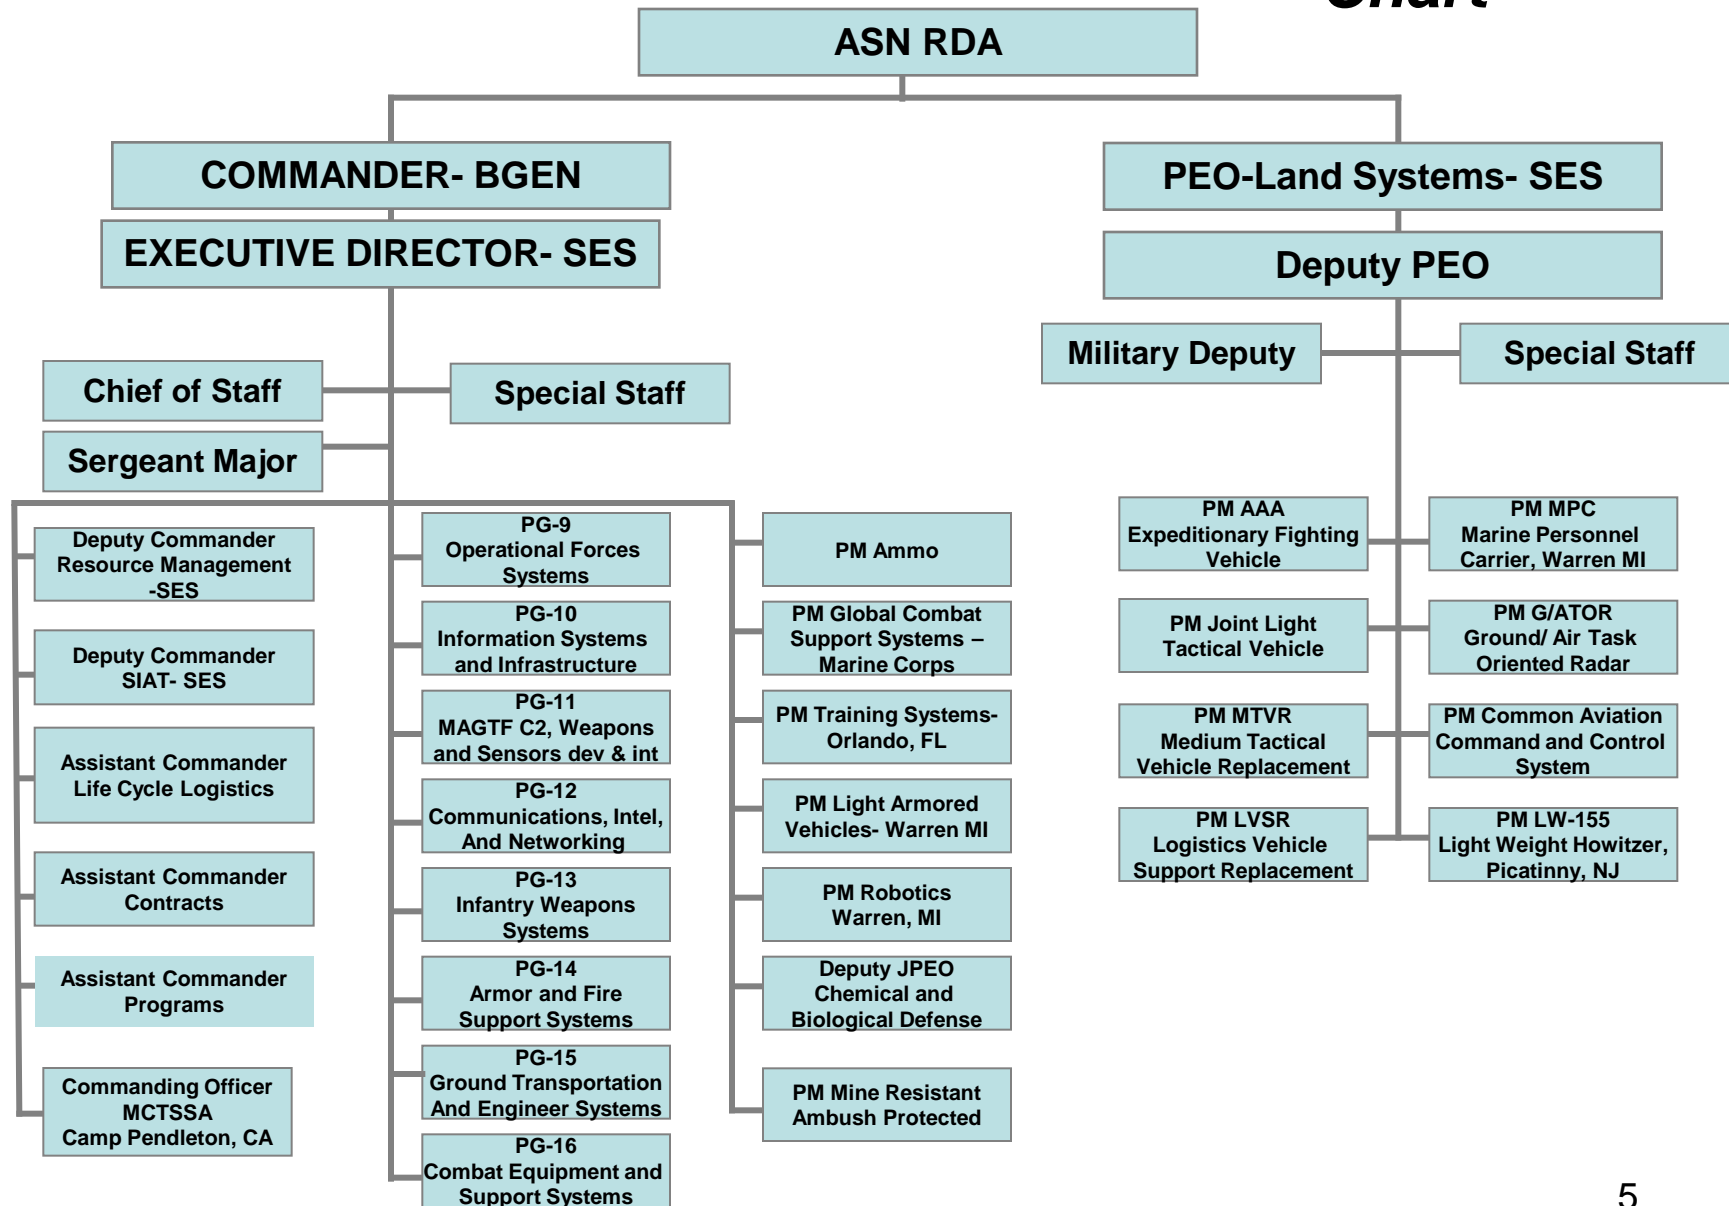 Chart
ASN RDA
COMMANDER- BGEN
EXECUTIVE DIRECTOR- SES
PEO-Land Systems- SES
Deputy PEO
Military Deputy
Special Staff
Chief of Staff
Special Staff
Sergeant Major
Deputy Commander
Resource Management
-SES
Deputy Commander
SIAT- SES
Assistant Commander
Life Cycle Logistics
Assistant Commander
Contracts
Assistant Commander
Programs
Commanding Officer
MCTSSA
Camp Pendleton, CA
PG-9
Operational Forces
Systems
PG-10
Information Systems
and Infrastructure
PG-11
MAGTF C2, Weapons
and Sensors dev & int
PG-12
Communications, Intel,
And Networking
PG-13
Infantry Weapons
Systems
PG-14
Armor and Fire
Support Systems
PG-15
Ground Transportation
And Engineer Systems
PG-16
Combat Equipment and
Support Systems
PM Ammo
PM Global Combat
Support Systems –
Marine Corps
PM Training Systems-
Orlando, FL
PM Light Armored
Vehicles- Warren MI
PM Robotics
Warren, MI
Deputy JPEO
Chemical and
Biological Defense
PM Mine Resistant
Ambush Protected
PM AAA
Expeditionary Fighting
Vehicle
PM Joint Light
Tactical Vehicle
PM MTVR
Medium Tactical
Vehicle Replacement
PM LVSR
Logistics Vehicle
Support Replacement
PM MPC
Marine Personnel
Carrier, Warren MI
PM G/ATOR
Ground/ Air Task
Oriented Radar
PM Common Aviation
Command and Control
System
PM LW-155
Light Weight Howitzer,
Picatinny, NJ
5